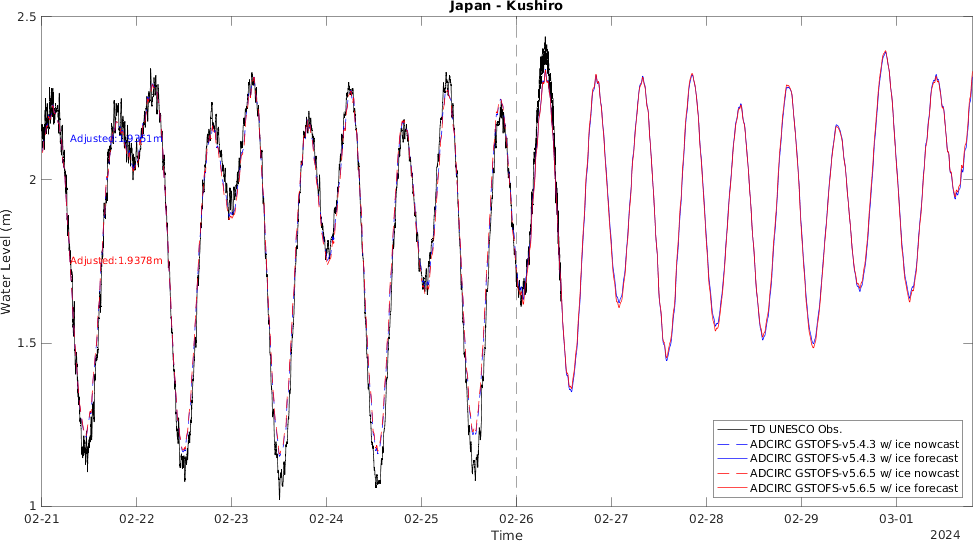 Japan - Kushiro
2.5
2
1.5
1
Water Level (m)
Adjusted:1.9351m
Adjusted:1.9378m
TD UNESCO Obs.
ADCIRC GSTOFS-v5.4.3 w/ ice nowcast
ADCIRC GSTOFS-v5.4.3 w/ ice forecast
ADCIRC GSTOFS-v5.6.5 w/ ice nowcast
ADCIRC GSTOFS-v5.6.5 w/ ice forecast
02-21 02-22 02-23 02-24 02-25 02-26 02-27 02-28 02-29 03-01
Time
2024